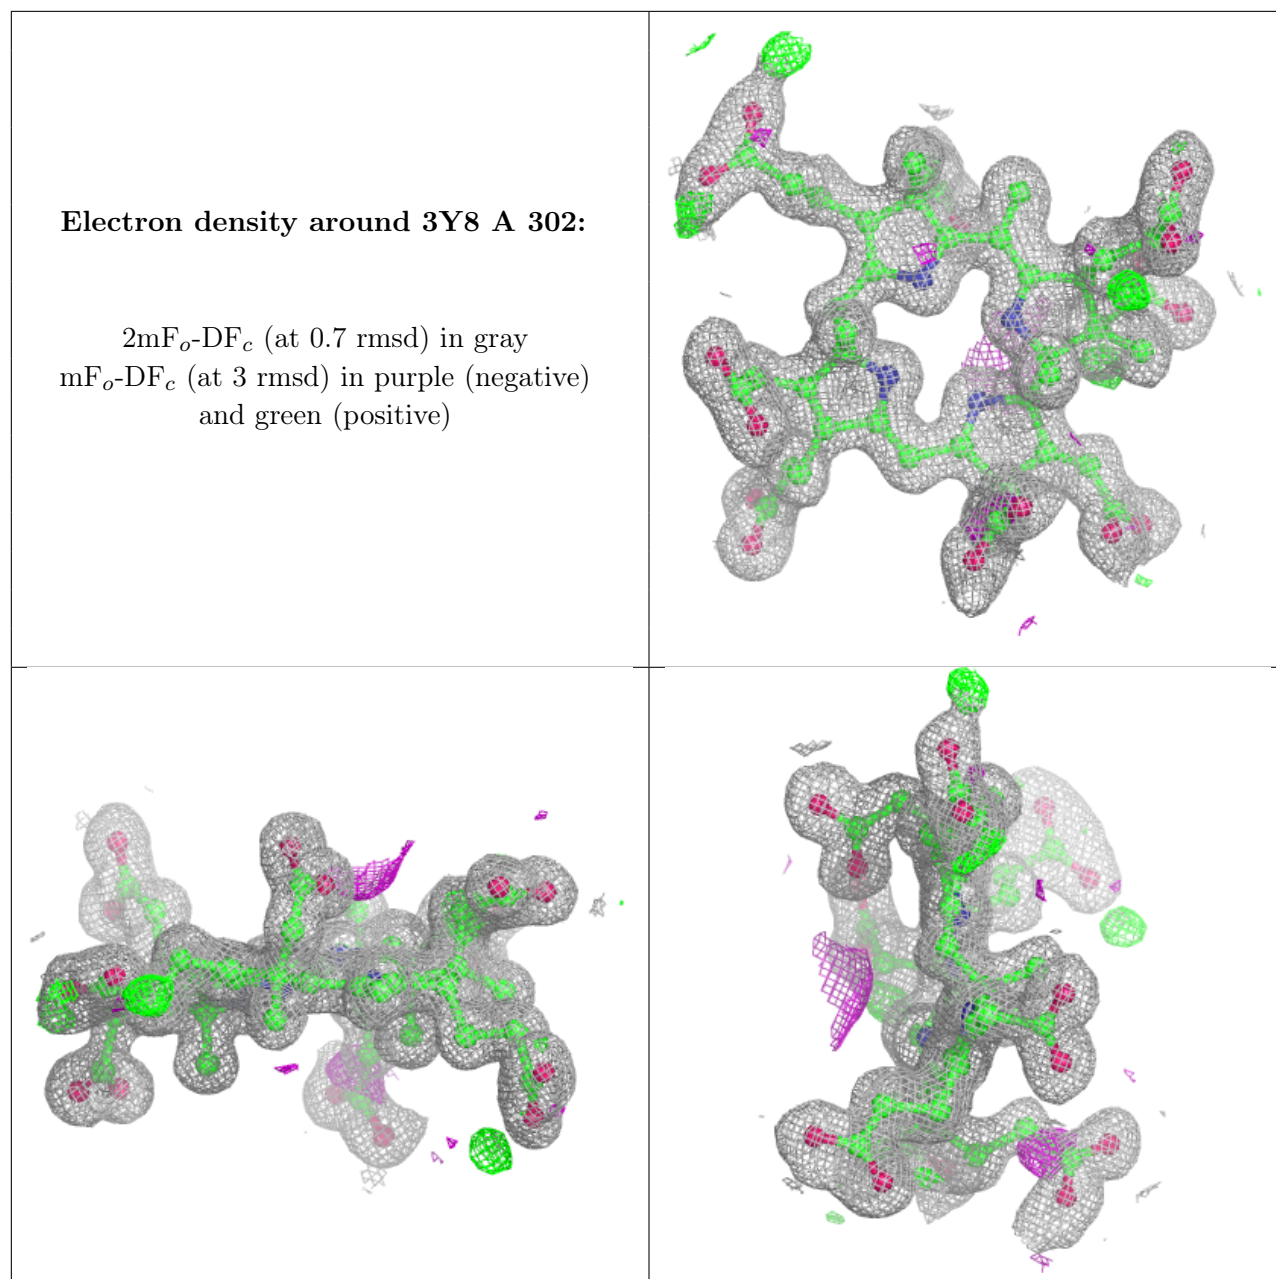 Electron density around 3Y8 A 302:
2mFo-DFc (at 0.7 rmsd) in gray
mFo-DFc (at 3 rmsd) in purple (negative)
and green (positive)